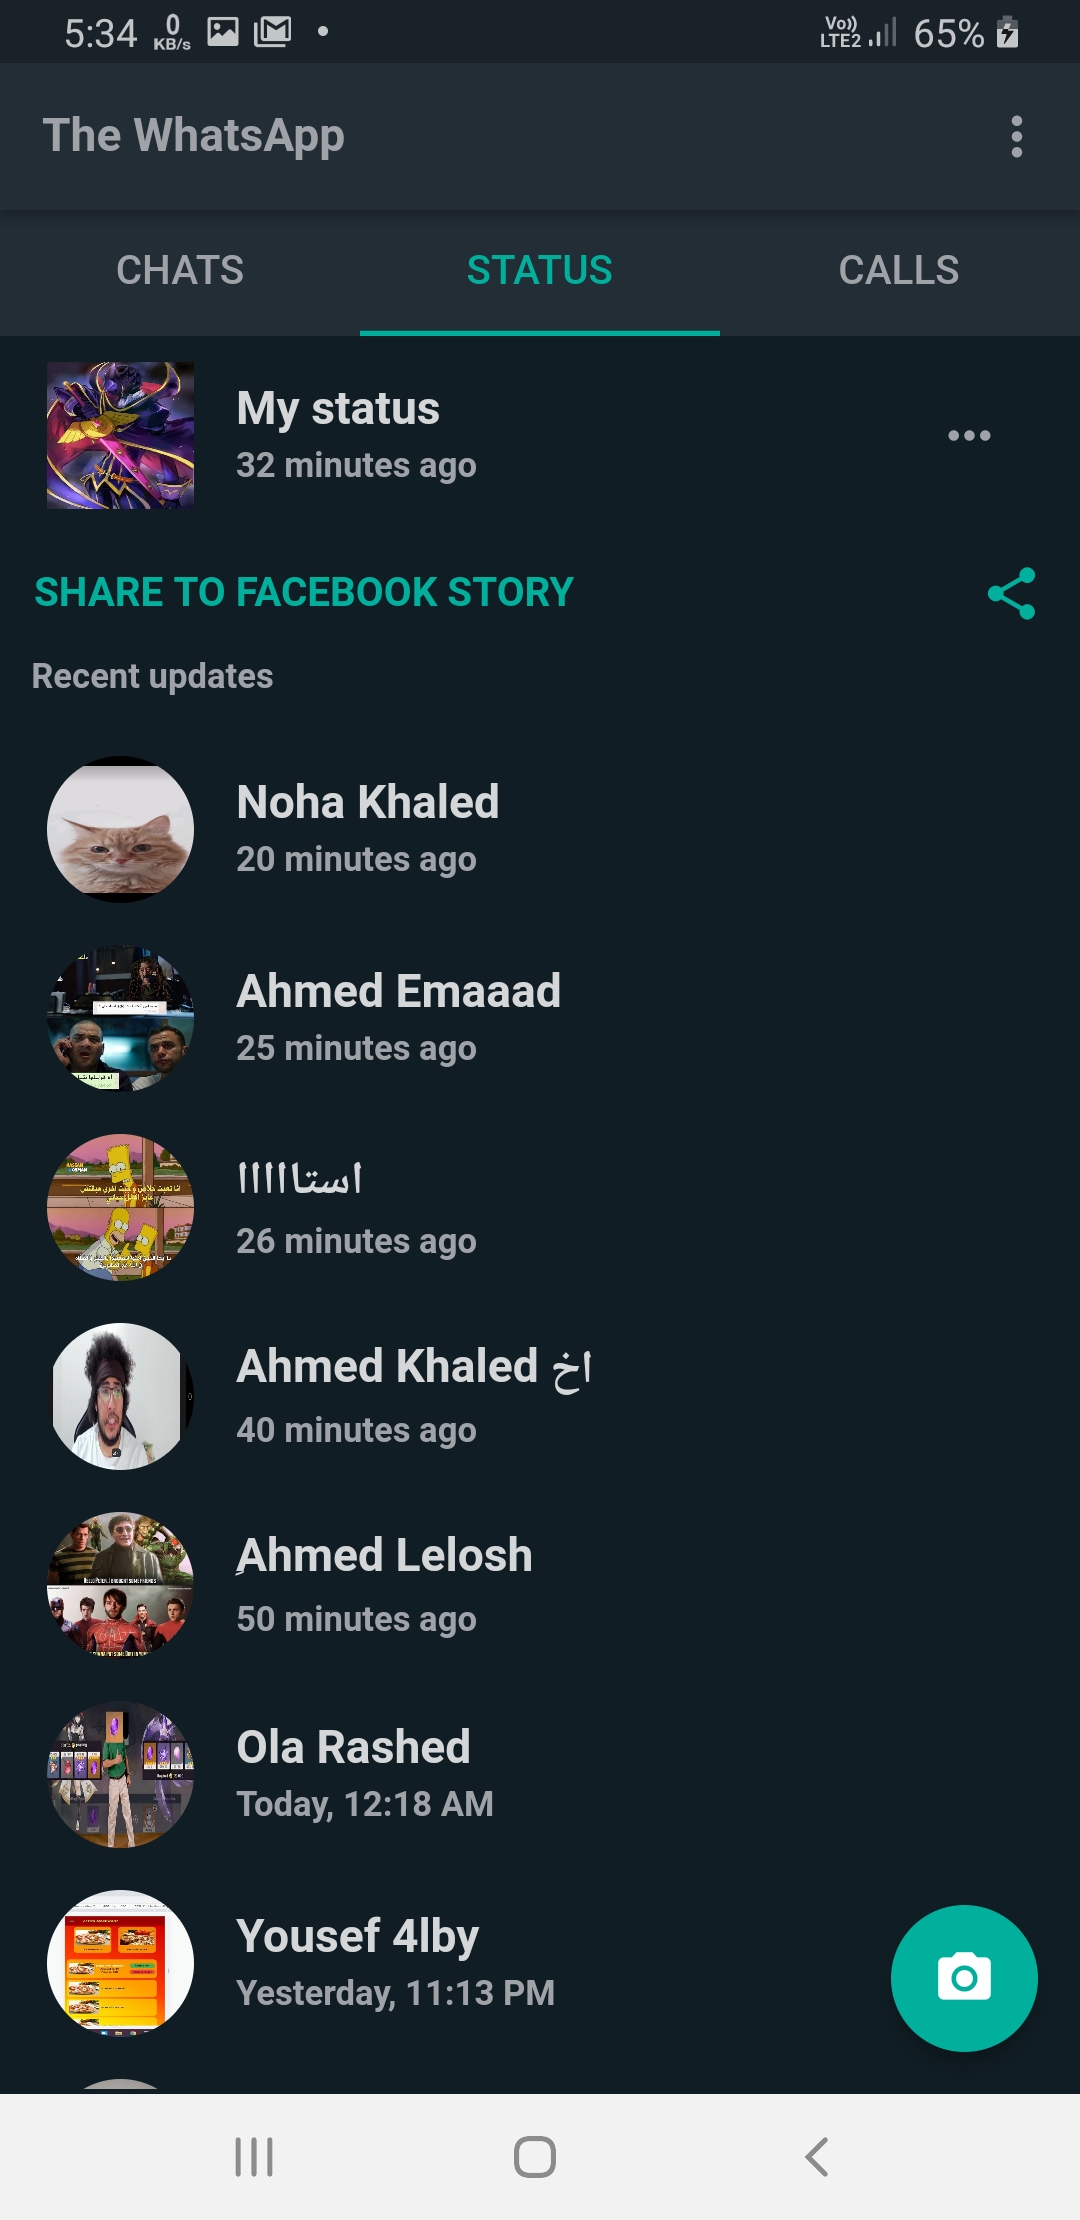 5:34
0
KB/s
Vo))
LTE2
65%
The WhatsApp
CHATS
STATUS
CALLS
My status
32 minutes ago
SHARE TO FACEBOOK STORY
Recent updates
Noha Khaled
20 minutes ago
Ahmed Emaaad
25 minutes ago
استااااا
26 minutes ago
Ahmed Khaled اخ
40 minutes ago
ِAhmed Lelosh
50 minutes ago
Ola Rashed
Today, 12:18 AM
Yousef 4lby
Yesterday, 11:13 PM